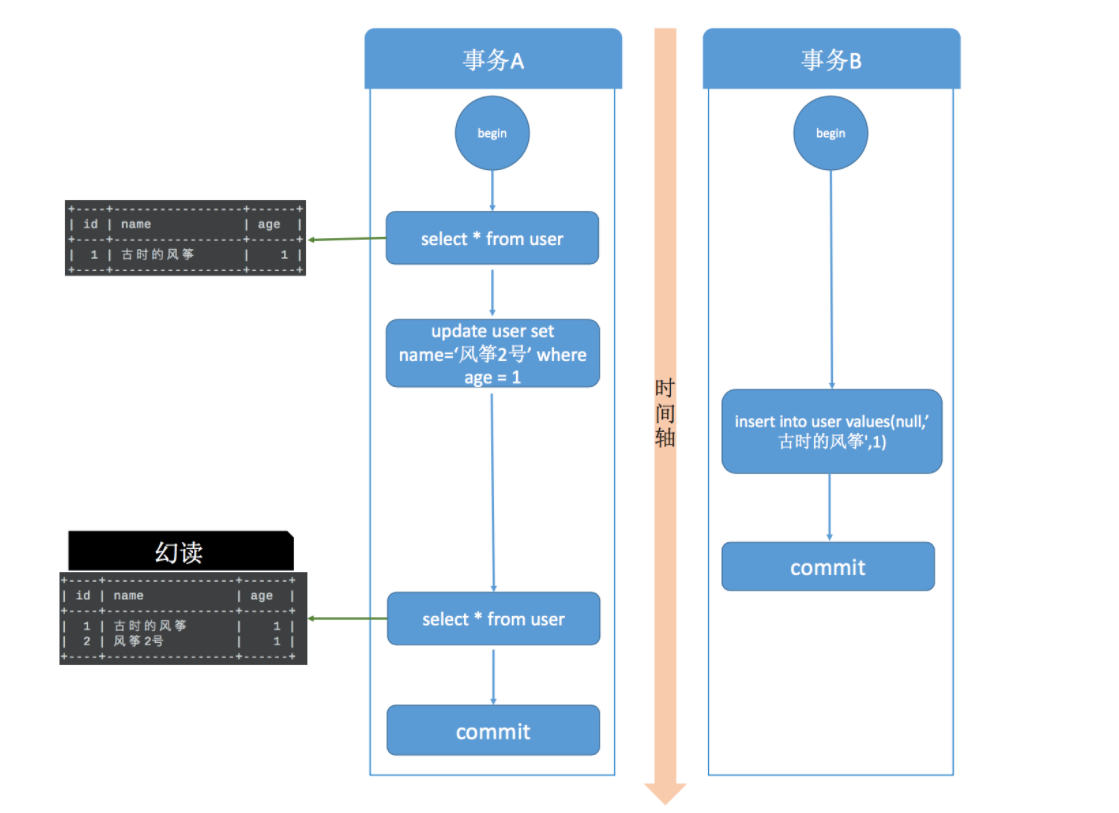 事务A
事务B
begin
begin
+----+-----------------+------+
| id | name | age |
+----+-----------------+------+
| 1 | 古时的风筝 | 1 |
+----+-----------------+------+
select * from user
update user set
name=‘风筝2号’ where
age = 1
时
间
轴
insert into user values(null,’
古时的风筝',1)
commit
幻读
+----+-----------------+------+
| id | name | age |
+----+-----------------+------+
| 1 | 古时的风筝 | 1 |
| 2 | 风筝2号 | 1 |
+----+-----------------+------+
select * from user
commit